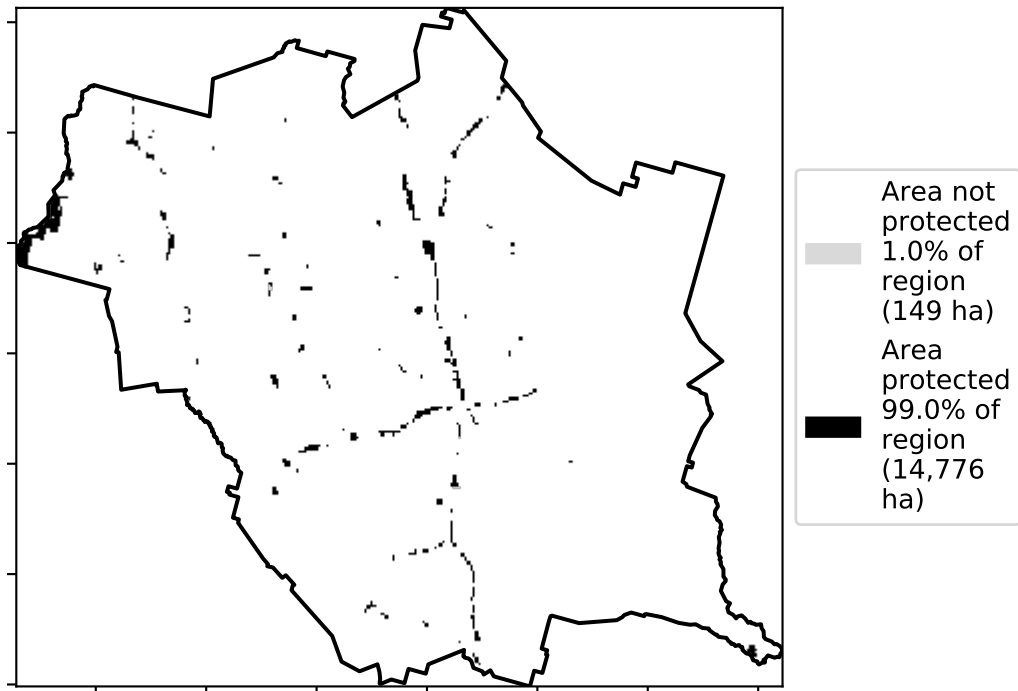 Area not
protected
1.0% of
region
(149 ha)
Area
protected
99.0% of
region
(14,776
ha)